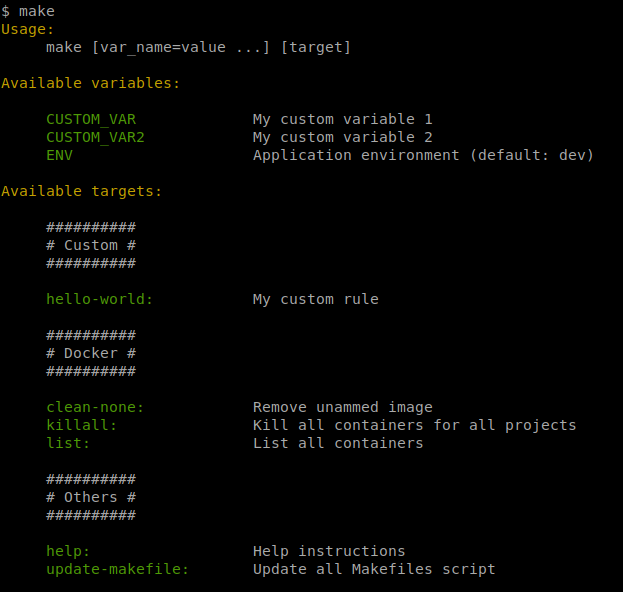 $ make
Usage:
make [var_name=value ...] [target]
Available variables:
CUSTOM_VAR My custom variable 1
CUSTOM_VAR2 My custom variable 2
ENV Application environment (default: dev)
Available targets:
##########
# Custom #
##########
hello-world: My custom rule
##########
# Docker #
##########
clean-none: Remove unammed image
killall: Kill all containers for all projects
list: List all containers
##########
# Others #
##########
help: Help instructions
update-makefile: Update all Makefiles script